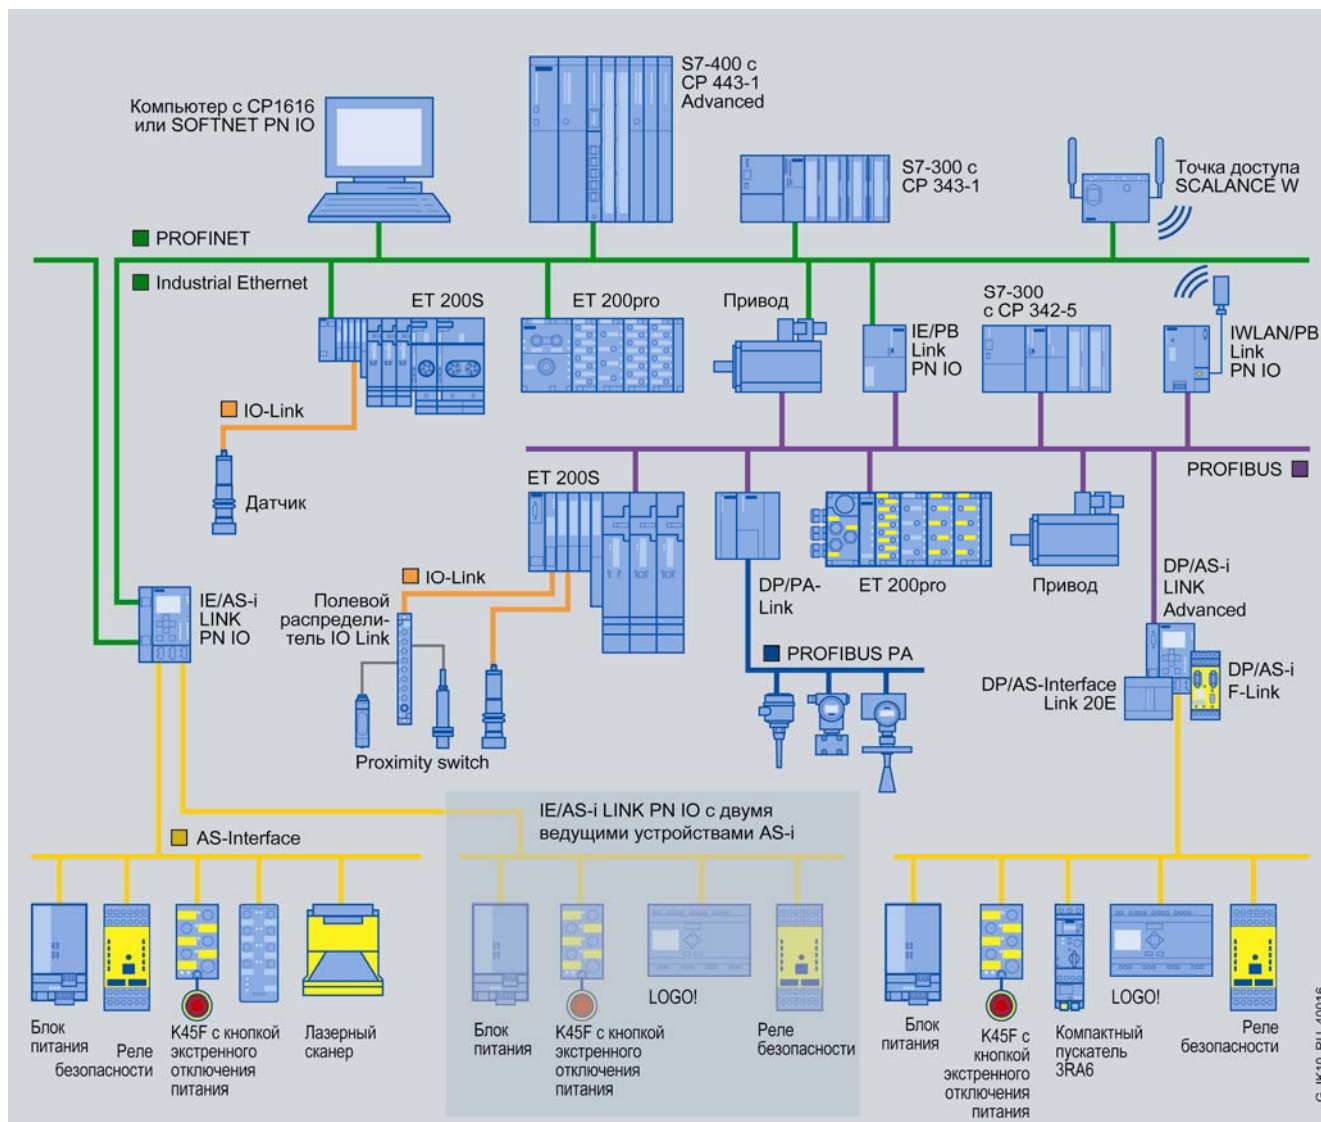 S7-400 с
CP 443-1
Advanced
Компьютер с CP1616
или SOFTNET PN IO
S7-300 с
CP 343-1
Точка доступа
SCALANCE W
PROFINET
Industrial Ethernet
ET 200S
ET 200pro
Привод
IE/PB
Link
PN IO
S7-300
с CP 342-5
IWLAN/PB
Link
PN IO
IO-Link
Датчик
PROFIBUS
ET 200S
IO-Link
Полевой
распредели-
тель IO Link
DP/PA-
Link
ET 200pro
Привод
DP/AS-i
LINK
Advanced
IE/AS-i
LINK
PN IO
PROFIBUS PA
DP/AS-Interface
Link 20E
DP/AS-i
F-Link
Proximity switch
IE/AS-i LINK PN IO с двумя
ведущими устройствами AS-i
AS-Interface
Блок
питания
Реле
безопасности
K45F с кнопкой
экстренного
отключения
питания
Лазерный
сканер
Блок
питания
K45F с кнопкой
экстренного
отключения
питания
LOGO!
Реле
безопасности
Блок
питания
K45F с
кнопкой
экстренного
отключения
питания
Компактный
пускатель
3RA6
LOGO!
Реле
безопасности